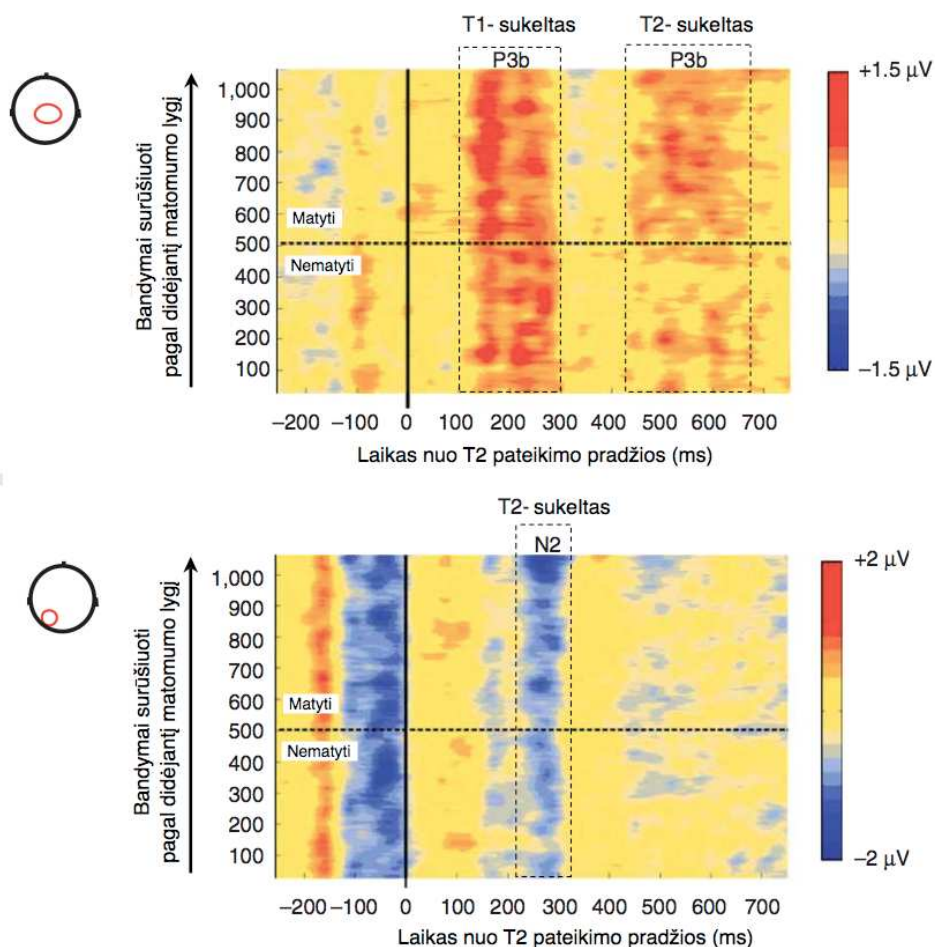 T1- sukeltas T2- sukeltas
P3b P3b
+1.5 µV
1,000
900
800
700
600
Matyti
500
Nematyti
400
300
200
100
Bandymai surūšiuoti
pagal didėjantį matomumo lygį
−1.5 µV
−200 −100 0 100 200 300 400 500 600 700
Laikas nuo T2 pateikimo pradžios (ms)
T2- sukeltas
N2
+2 µV
1,000
900
800
700
600
Matyti
500
Nematyti
400
300
200
100
Bandymai surūšiuoti
pagal didėjantį matomumo lygį
−2 µV
−200 −100 0 100 200 300 400 500 600 700
Laikas nuo T2 pateikimo pradžios (ms)